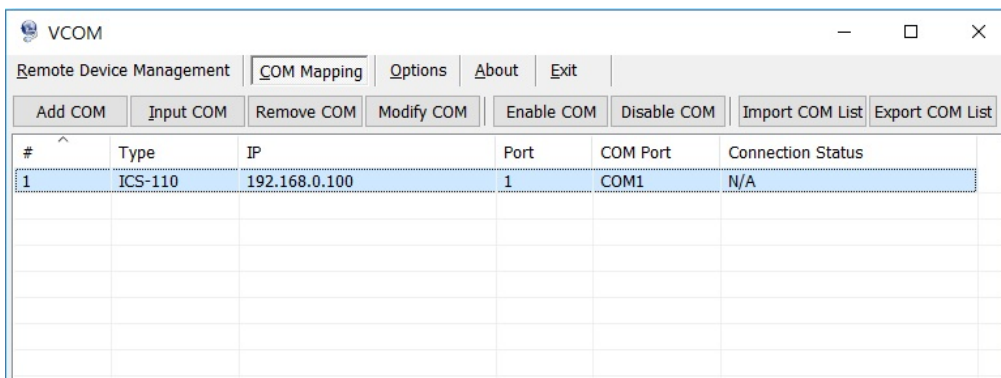 VCOM
Remote Device Management COM Mapping Options About Exit
Add COM Input COM Remove COM Modify COM Enable COM Disable COM Import COM List Export COM List
# Type IP Port COM Port Connection Status
1 ICS-110 192.168.0.100 1 COM1 N/A